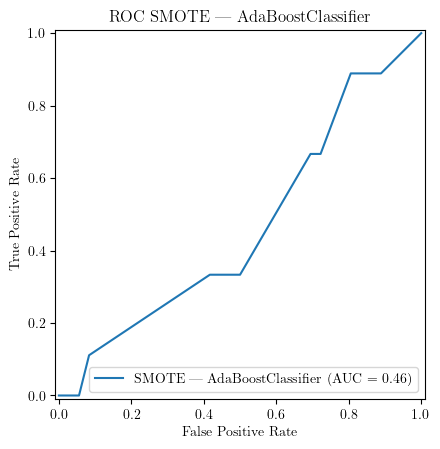 ROC SMOTE — AdaBoostClassifier
1.0
0.8
0.6
0.4
0.2
0.0
True Positive Rate
SMOTE — AdaBoostClassifier (AUC = 0.46)
0.0 0.2 0.4 0.6 0.8 1.0
False Positive Rate